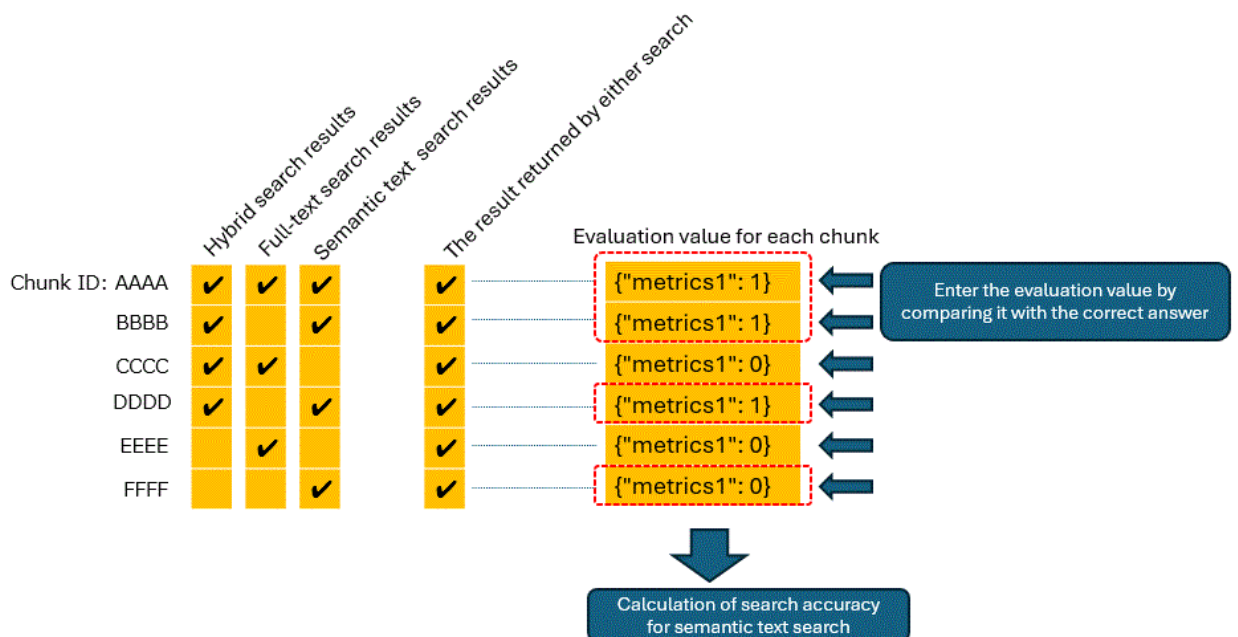 Hybrid search results
Full-text search results
Semantic text search results
The result returned by either search
Evaluation value for each chunk
Chunk ID: AAAA
{"metrics1": 1}
Enter the evaluation value by
comparing it with the correct answer
BBBB
{"metrics1": 1}
CCCC
{"metrics1": 0}
DDDD
{"metrics1": 1}
EEEE
{"metrics1": 0}
FFFF
{"metrics1": 0}
Calculation of search accuracy
for semantic text search